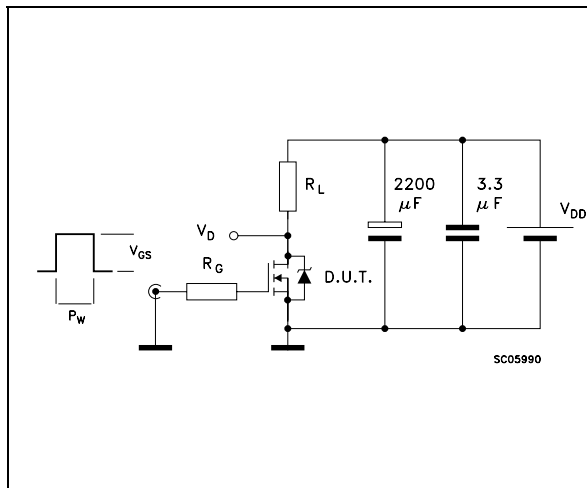 R_L
2200
μF
3.3
μF
V_DD
V_D
V_GS
R_G
D.U.T.
P_W
SC05990